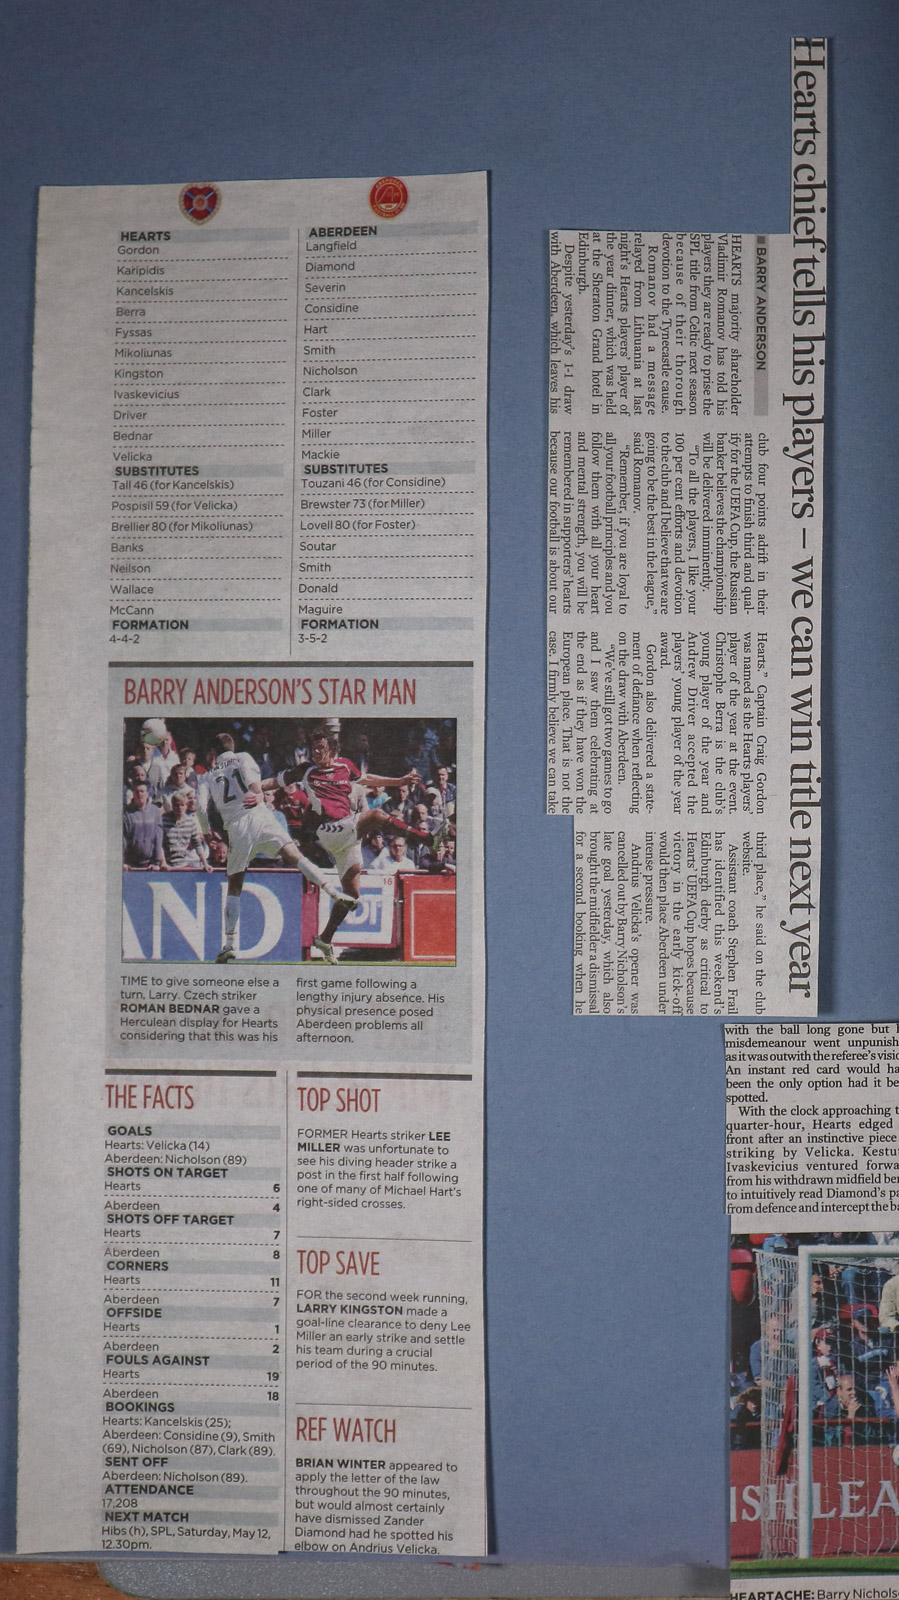 HEARTS
Gordon
Karipidis
Kancelskis
Berra
Fyssas
Mikoliunas
Kingston
Ivaskevicius
Driver
Bednar
Velicka
SUBSTITUTES
Tall 46 (for Kancelskis)
Pospisil 59 (for Velicka)
Brellier 80 (for Mikoliunas)
Banks
Neilson
Wallace
McCann
FORMATION
4-4-2
ABERDEEN
Langfield
Diamond
Severin
Considine
Hart
Smith
Nicholson
Clark
Foster
Miller
Mackie
SUBSTITUTES
Touzani 46 (for Considine)
Brewster 73 (for Miller)
Lovell 80 (for Foster)
Soutar
Smith
Donald
Maguire
FORMATION
3-5-2
BARRY ANDERSON'S STAR MAN
21
AND
16
TIME to give someone else a
turn, Larry. Czech striker
ROMAN BEDNAR gave a
Herculean display for Hearts
considering that this was his
first game following a
lengthy injury absence. His
physical presence posed
Aberdeen problems all
afternoon.
THE FACTS
GOALS
Hearts: Velicka (14)
Aberdeen: Nicholson (89)
SHOTS ON TARGET
Hearts 6
Aberdeen 4
SHOTS OFF TARGET
Hearts 7
Aberdeen 8
CORNERS
Hearts 11
Aberdeen 7
OFFSIDE
Hearts 1
Aberdeen 2
FOULS AGAINST
Hearts 19
Aberdeen 18
BOOKINGS
Hearts: Kancelskis (25);
Aberdeen: Considine (9), Smith
(69), Nicholson (87), Clark (89).
SENT OFF
Aberdeen: Nicholson (89).
ATTENDANCE
17,208
NEXT MATCH
Hibs (h), SPL, Saturday, May 12,
12.30pm.
TOP SHOT
FORMER Hearts striker LEE
MILLER was unfortunate to
see his diving header strike a
post in the first half following
one of many of Michael Hart's
right-sided crosses.
TOP SAVE
FOR the second week running,
LARRY KINGSTON made a
goal-line clearance to deny Lee
Miller an early strike and settle
his team during a crucial
period of the 90 minutes.
REF WATCH
BRIAN WINTER appeared to
apply the letter of the law
throughout the 90 minutes,
but would almost certainly
have dismissed Zander
Diamond had he spotted his
elbow on Andrius Velicka.
Hearts chief tells his players – we can win title next year
BARRY ANDERSON
HEARTS majority shareholder
Vladimir Romanov has told his
players they are ready to prise the
SPL title from Celtic next season
because of their thorough
devotion to the Tynecastle cause.
Romanov had a message
relayed from Lithuania at last
night's Hearts players' player of
the year dinner, which was held
at the Sheraton Grand hotel in
Edinburgh.
Despite yesterday's 1-1 draw
with Aberdeen, which leaves his
club four points adrift in their
attempts to finish third and qual-
ify for the UEFA Cup, the Russian
banker believes the championship
will be delivered imminently.
"To all the players, I like your
100 per cent efforts and devotion
to the club and I believe that we are
going to be the best in the league,"
said Romanov.
"Remember, if you are loyal to
all your football principles and you
follow them with all your heart
and mental strength, you will be
remembered in supporters' hearts
because our football is about our
Hearts." Captain Craig Gordon
was named as the Hearts players'
player of the year at the event.
Christophe Berra is the club's
young player of the year and
Andrew Driver accepted the
players' young player of the year
award.
Gordon also delivered a state-
ment of defiance when reflecting
on the draw with Aberdeen.
"We've still got two games to go
and I saw them celebrating at
the end as if they have won the
European place. That is not the
case. I firmly believe we can take
third place," he said on the club
website.
Assistant coach Stephen Frail
has identified this weekend's
Edinburgh derby as critical to
Hearts' UEFA Cup hopes because
victory in the early kick-off
would then place Aberdeen under
intense pressure.
Andrius Velicka's opener was
cancelled out by Barry Nicholson's
late goal yesterday, which also
brought the midfielder a dismissal
for a second booking when he
with the ball long gone but
misdemeanour went unpunish
as it was outwith the referee's visi
An instant red card would ha
been the only option had it be
spotted.
With the clock approaching t
quarter-hour, Hearts edged
front after an instinctive piece
striking by Velicka. Kestu
Ivaskevicius ventured forwa
from his withdrawn midfield ber
to intuitively read Diamond's pa
from defence and intercept the ba
ISH LEA
HEARTACHE: Barry Nichols